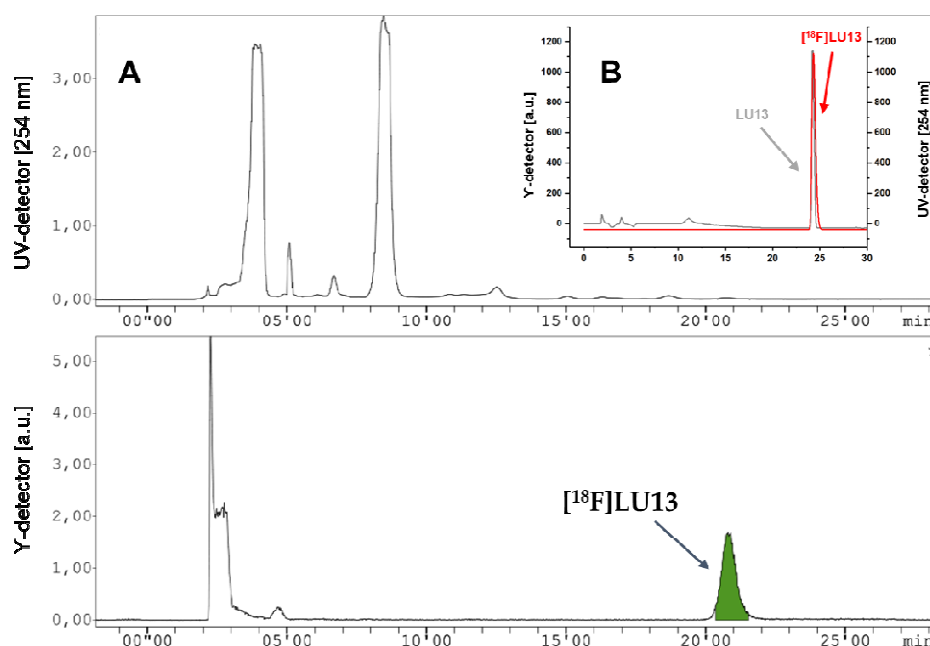 A
UV-detector [254 nm]
3,00
2,00
1,00
0,00
00"00 05'00 10'00 15'00 20'00 25'00 min
B
[¹⁸F]LU13
LU13
ϒ-detector [a.u.]
1200
1000
800
600
400
200
0
UV-detector [254 nm]
1200
1000
800
600
400
200
0
0 5 10 15 20 25 30
ϒ-detector [a.u.]
5,00
4,00
3,00
2,00
1,00
0,00
[¹⁸F]LU13
00"00 05'00 10'00 15'00 20'00 25'00 min